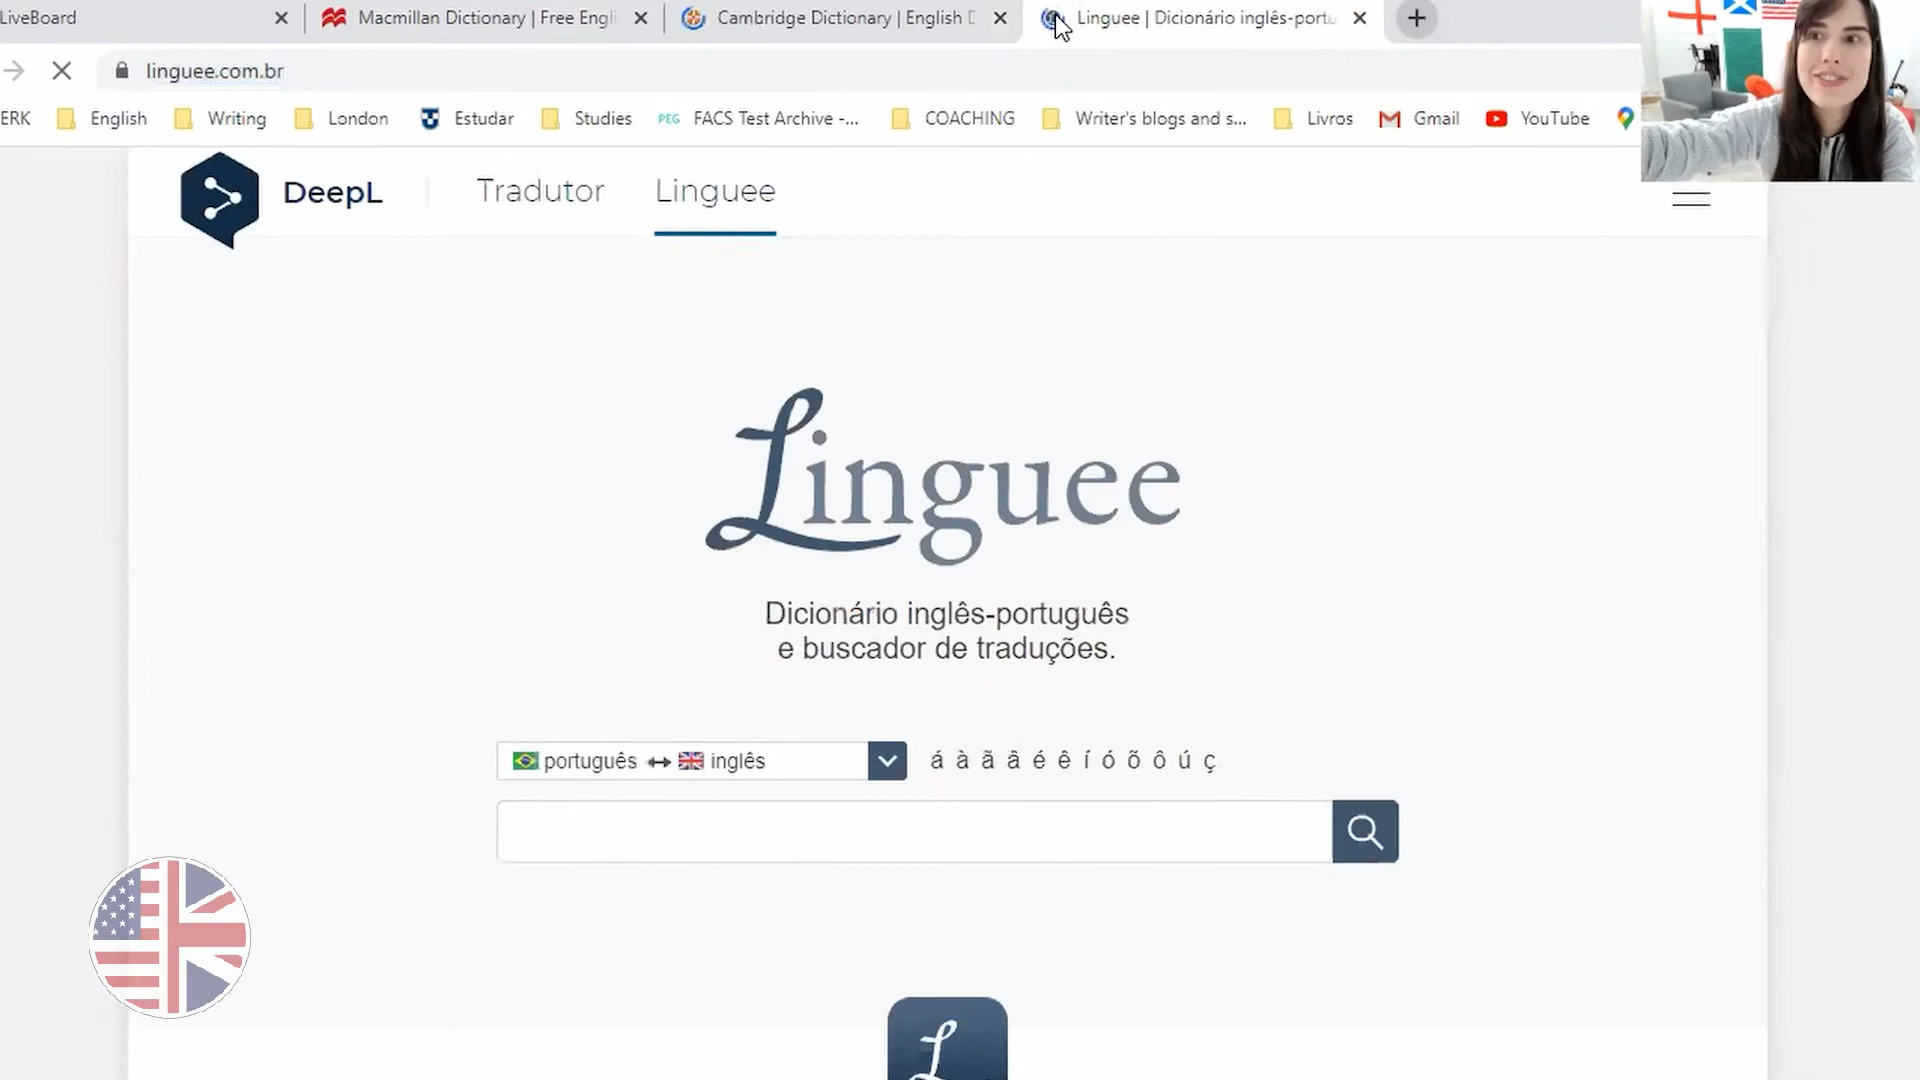 LiveBoard
Macmillan Dictionary | Free Engli
Cambridge Dictionary | English D
Linguee | Dicionário inglês-portu
linguee.com.br
ERK
English
Writing
London
Estudar
Studies
PEG FACS Test Archive -...
COACHING
Writer's blogs and s...
Livros
Gmail
YouTube
DeepL
Tradutor
Linguee
Linguee
Dicionário inglês-português
e buscador de traduções.
português ↔ inglês
á à ã â é ê í ó õ ô ú ç
L